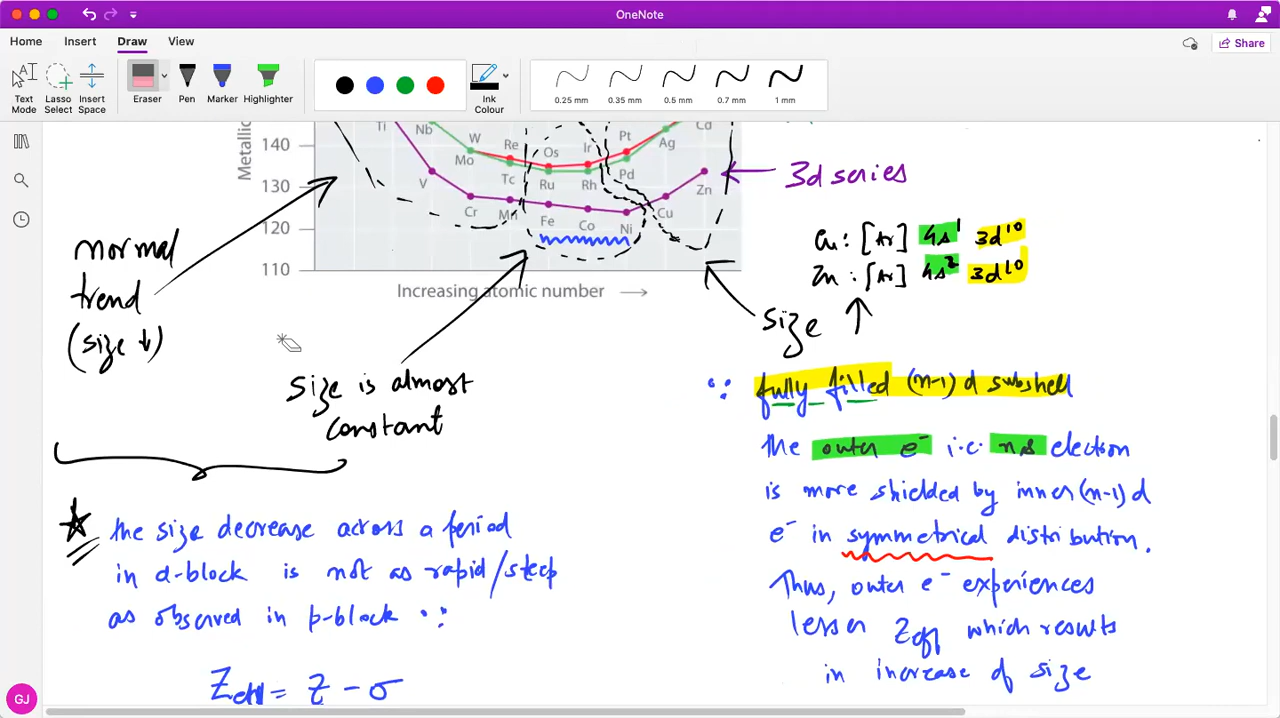 OneNote
Home Insert Draw View
Share
Text Mode
Lasso Select
Insert Space
Eraser
Pen
Marker
Highlighter
Ink Colour
0.25 mm
0.35 mm
0.5 mm
0.7 mm
1 mm
Metallic
140
130
120
110
Ti
Nb
W
Mo
Re
Tc
Os
Ru
Ir
Rh
Pt
Pd
Ag
Cd
V
Cr
Mn
Fe
Co
Ni
Cu
Zn
Increasing atomic number →
← 3d series
normal
trend
(size ↓)
size is almost
constant
Cu : [Ar] 4s¹ 3d¹⁰
Zn : [Ar] 4s² 3d¹⁰
size ↑
∵ fully filled (n-1) d subshell
the outer e⁻ i.e. ns electron
is more shielded by inner (n-1) d
e⁻ in symmetrical distribution.
Thus, outer e⁻ experiences
lesser Zeff which results
in increase of size
the size decrease across a period
in d-block is not as rapid/steep
as observed in p-block ∵
Zeff = Z - σ
GJ